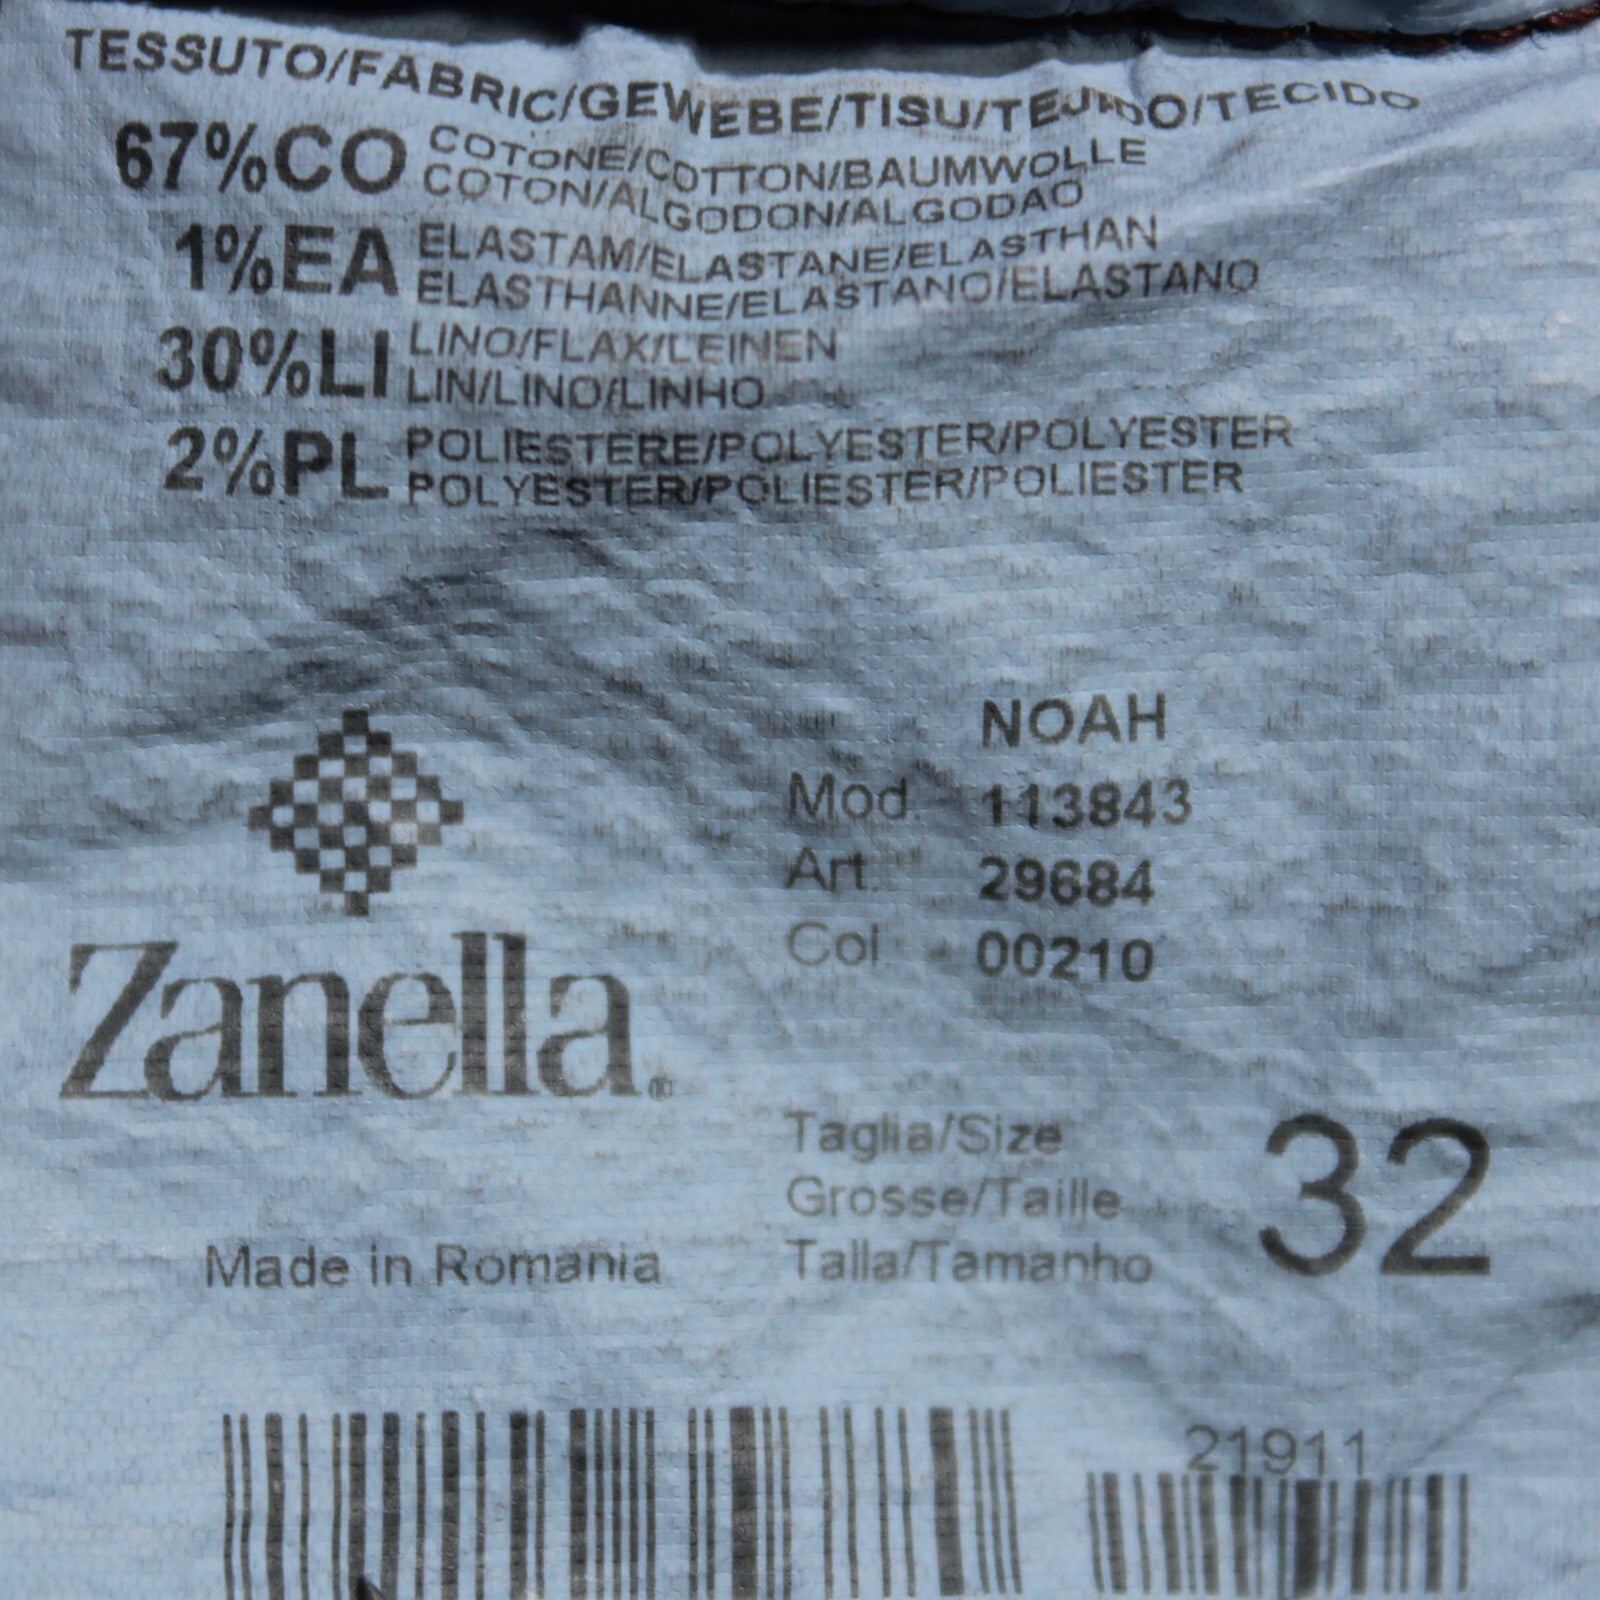 TESSUTO/FABRIC/GEWEBE/TISU/TEJIDO/TECIDO
67%CO COTONE/COTTON/BAUMWOLLE
COTON/ALGODON/ALGODAO
1%EA ELASTAM/ELASTANE/ELASTHAN
ELASTHANNE/ELASTANO/ELASTANO
30%LI LINO/FLAX/LEINEN
LIN/LINO/LINHO
2%PL POLIESTERE/POLYESTER/POLYESTER
POLYESTER/POLIESTER/POLIESTER
NOAH
Mod. 113843
Art. 29684
Col 00210
Zanella
Taglia/Size
Grosse/Taille
Talla/Tamanho
32
Made in Romania
21911